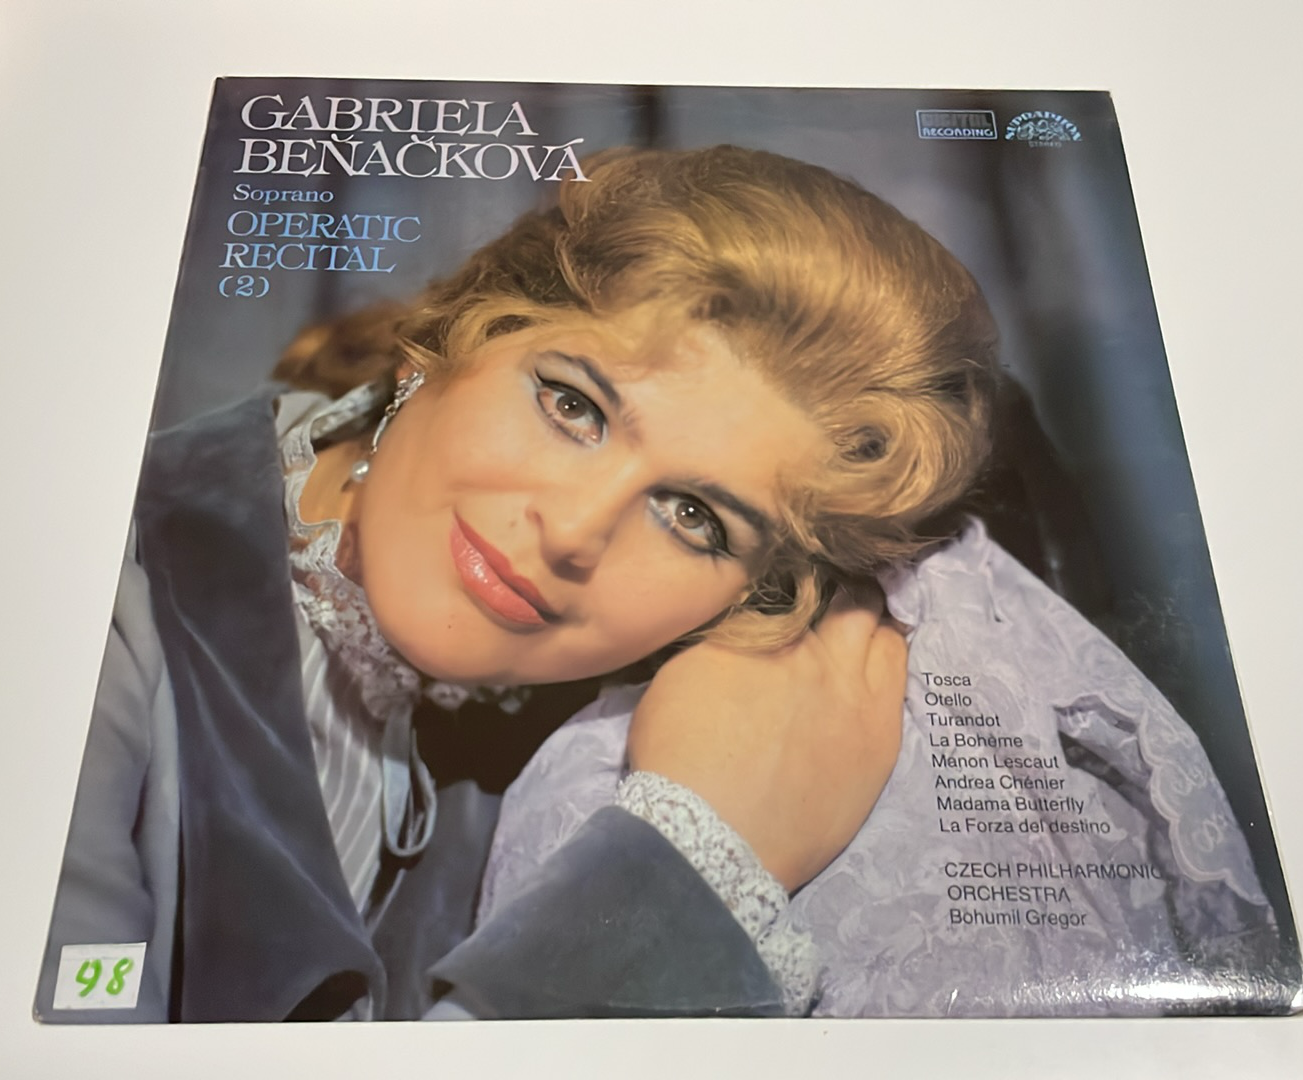 GABRIELA
BEŇAČKOVÁ
Soprano
OPERATIC
RECITAL
(2)
DIGITAL
RECORDING
SUPRAPHON
STEREO
Tosca
Otello
Turandot
La Bohème
Manon Lescaut
Andrea Chénier
Madama Butterfly
La Forza del destino
CZECH PHILHARMONIC
ORCHESTRA
Bohumil Gregor
98